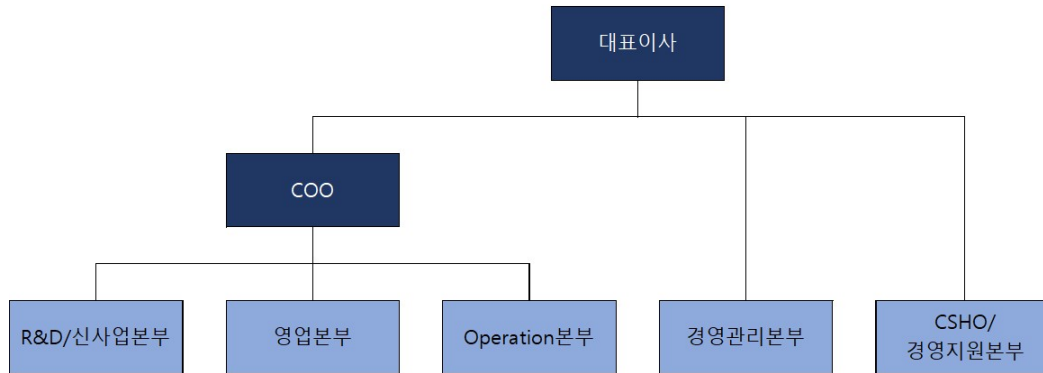 대표이사
COO
R&D/신사업본부
영업본부
Operation본부
경영관리본부
CSHO/
경영지원본부